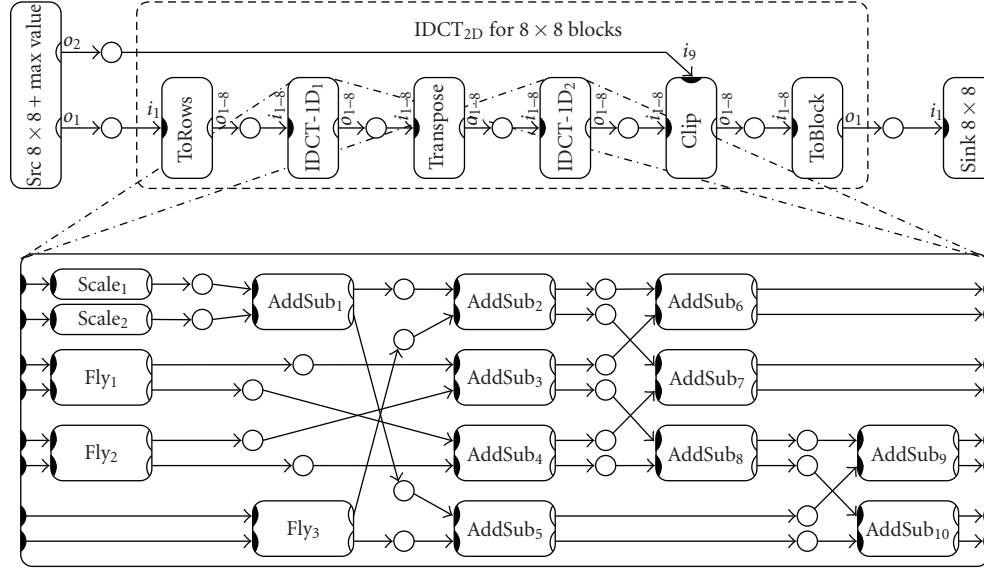 IDCT2D for 8 × 8 blocks
Src 8 × 8 + max value
o2
i9
o1
i1
ToRows
o1–8
i1–8
IDCT-1D1
o1–8
i1–8
Transpose
o1–8
i1–8
IDCT-1D2
o1–8
i1–8
Clip
o1–8
i1–8
ToBlock
o1
i1
Sink 8 × 8
Scale1
AddSub1
AddSub2
AddSub6
Scale2
Fly1
AddSub3
AddSub7
Fly2
AddSub4
AddSub8
AddSub9
Fly3
AddSub5
AddSub10